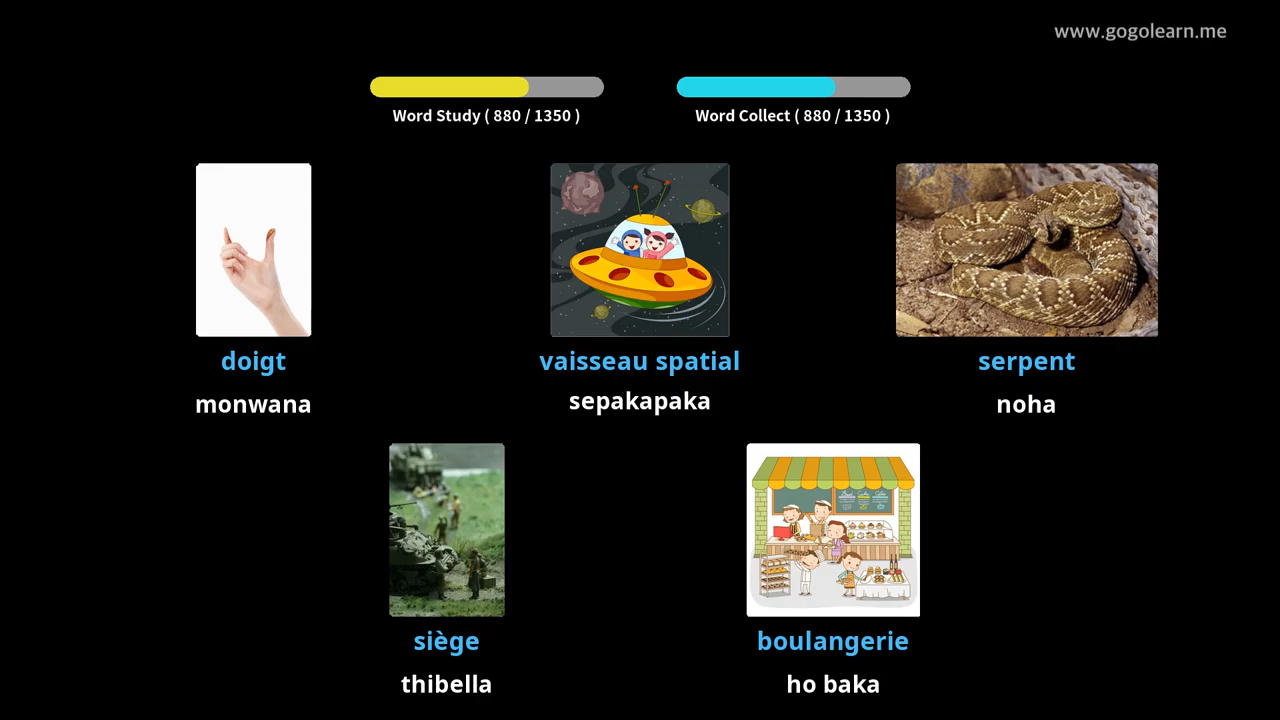 www.gogolearn.me
Word Study ( 880 / 1350 )
Word Collect ( 880 / 1350 )
doigt
vaisseau spatial
serpent
monwana
sepakapaka
noha
siège
boulangerie
thibella
ho baka